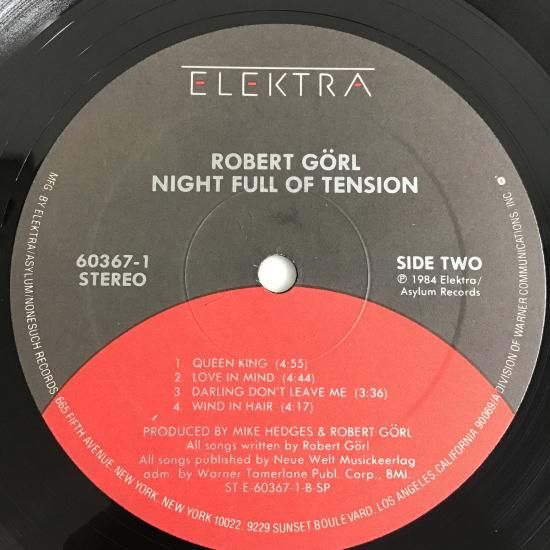 ELEKTRA
ROBERT GÖRL
NIGHT FULL OF TENSION
60367-1
STEREO
SIDE TWO
℗ 1984 Elektra/
Asylum Records
1. QUEEN KING (4:55)
2. LOVE IN MIND (4:44)
3 DARLING DON'T LEAVE ME (3:36)
4. WIND IN HAIR (4:17)
PRODUCED BY MIKE HEDGES & ROBERT GÖRL
All songs written by Robert Görl
All songs published by Neue Welt Musickeerlag
adm. by Warner Tamerlane Publ. Corp., BMI
ST-E-60367-1-B-SP
MFG. BY ELEKTRA/ASYLUM/NONESUCH RECORDS, 665 FIFTH AVENUE, NEW YORK, NEW YORK 10022. 9229 SUNSET BOULEVARD, LOS ANGELES, CALIFORNIA 90069/A DIVISION OF WARNER COMMUNICATIONS INC.